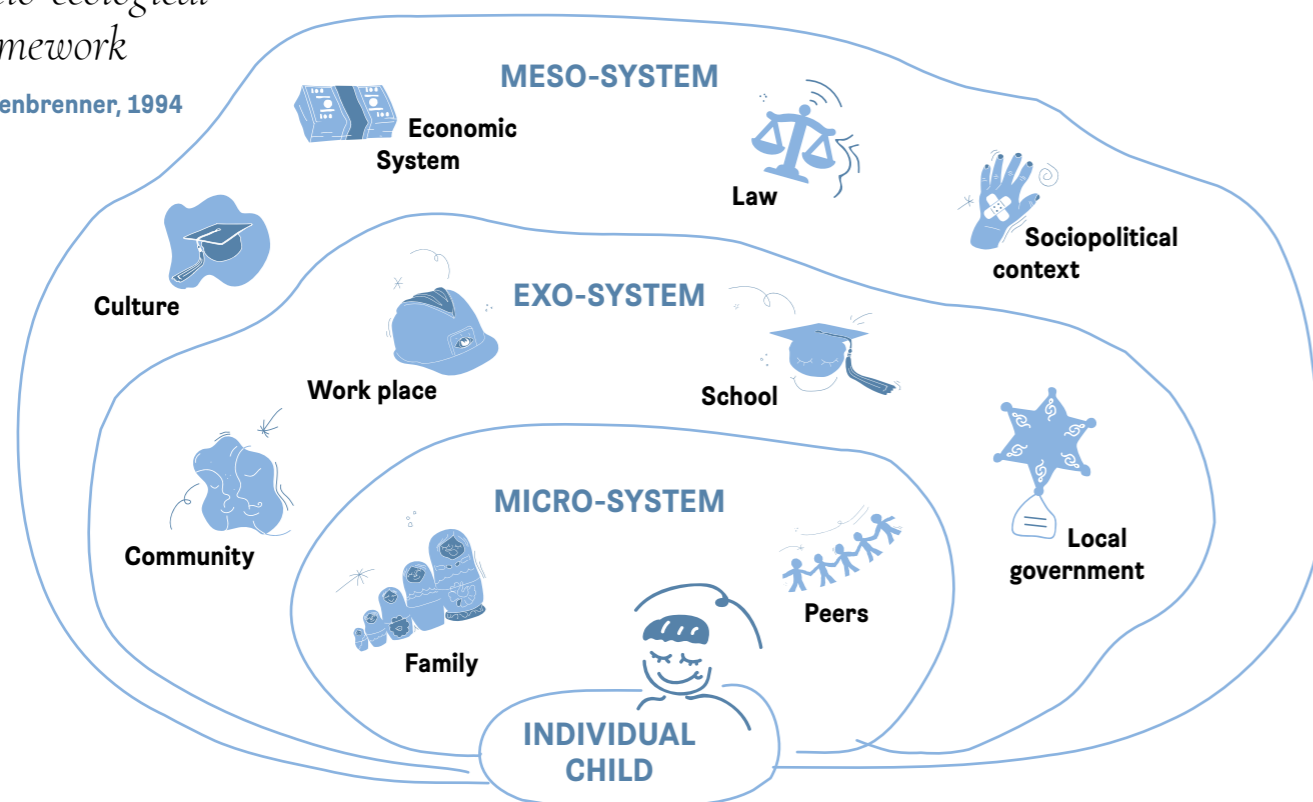 mework
enbrenner, 1994
MESO-SYSTEM
Economic
System
Law
Sociopolitical
context
Culture
EXO-SYSTEM
Work place
School
Community
Local
government
MICRO-SYSTEM
Family
Peers
INDIVIDUAL
CHILD